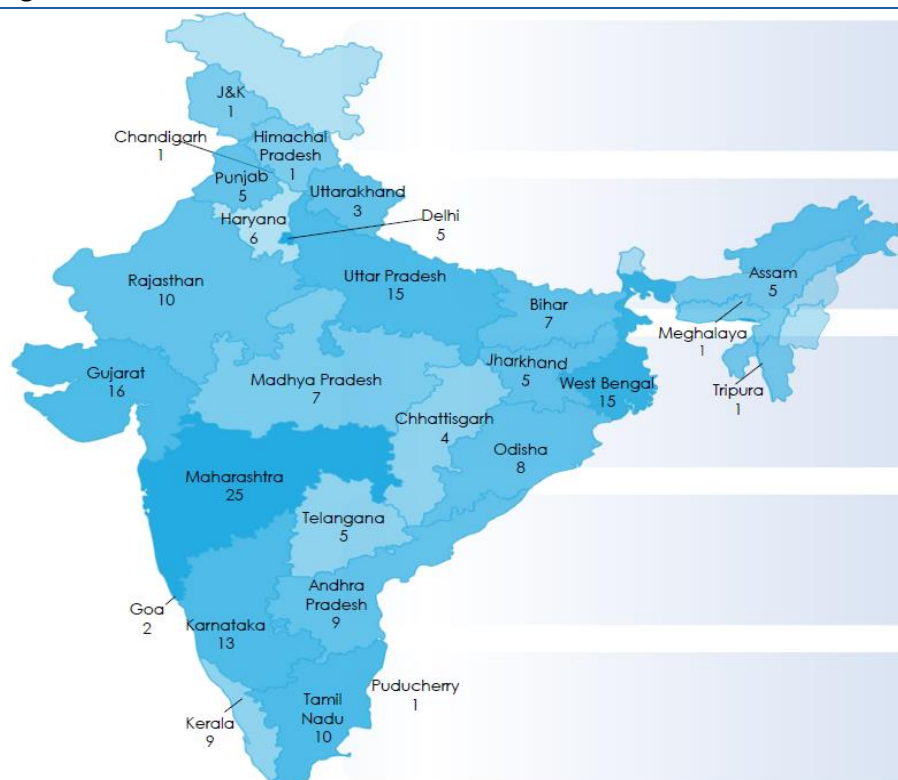 J&K
1
Chandigarh
1
Himachal
Pradesh
1
Punjab
5
Uttarakhand
3
Haryana
6
Delhi
5
Rajasthan
10
Uttar Pradesh
15
Bihar
7
Assam
5
Meghalaya
1
Tripura
1
Gujarat
16
Madhya Pradesh
7
Jharkhand
5
West Bengal
15
Chhattisgarh
4
Odisha
8
Maharashtra
25
Telangana
5
Andhra
Pradesh
9
Goa
2
Karnataka
13
Puducherry
1
Kerala
9
Tamil
Nadu
10